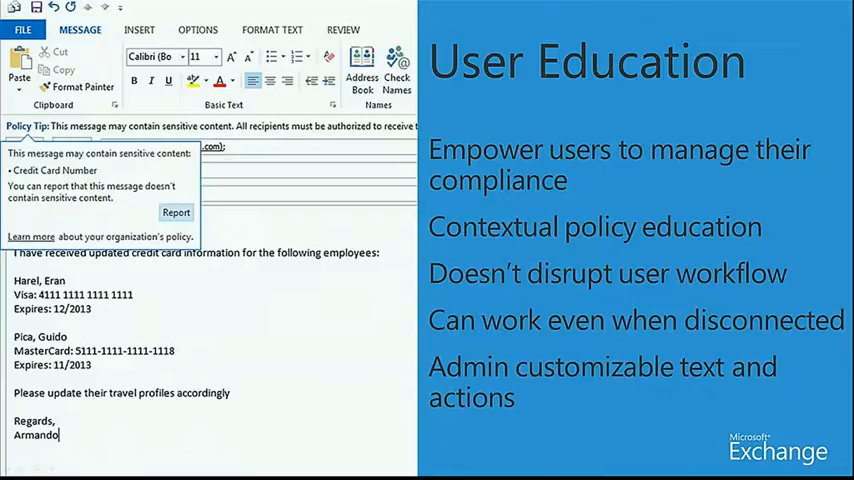 FILE MESSAGE INSERT OPTIONS FORMAT TEXT REVIEW
Paste
Cut
Copy
Format Painter
Clipboard
Calibri (Bo 11
B I U
Basic Text
Address
Book
Check
Names
Names
Policy Tip: This message may contain sensitive content. All recipients must be authorized to receive t
.com);
This message may contain sensitive content:
• Credit Card Number
You can report that this message doesn't
contain sensitive content.
Report
Learn more about your organization's policy.
I have received updated credit card information for the following employees:
Harel, Eran
Visa: 4111 1111 1111 1111
Expires: 12/2013
Pica, Guido
MasterCard: 5111-1111-1111-1118
Expires: 11/2013
Please update their travel profiles accordingly
Regards,
Armando
User Education
Empower users to manage their
compliance
Contextual policy education
Doesn't disrupt user workflow
Can work even when disconnected
Admin customizable text and
actions
Microsoft
Exchange